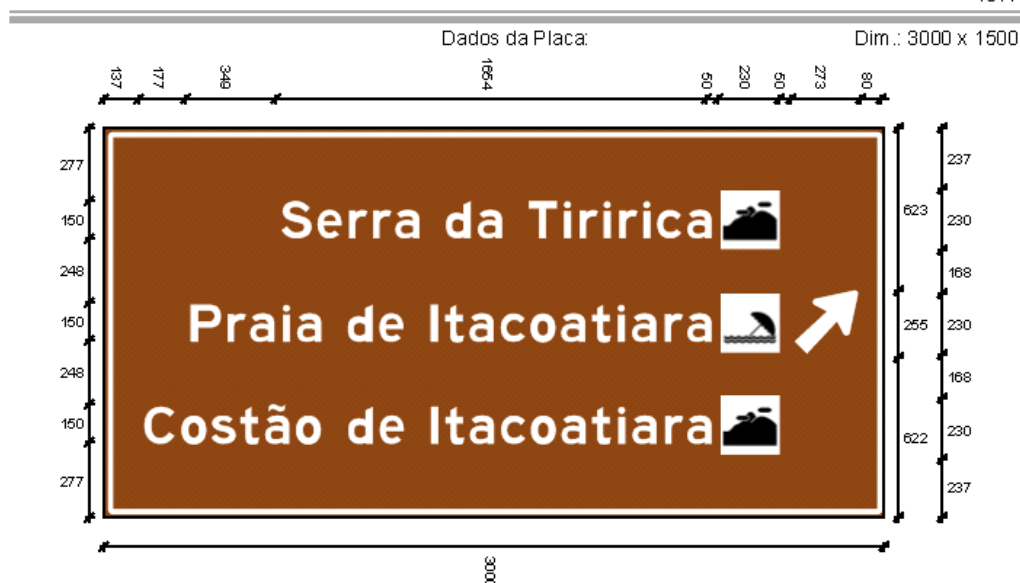 Dados da Placa:
Dim.: 3000 x 1500
137 177 349 1654 50 230 50 273 80
277
150
248
150
248
150
277
Serra da Tiririca
Praia de Itacoatiara
Costão de Itacoatiara
623
255
622
237
230
168
230
168
230
237